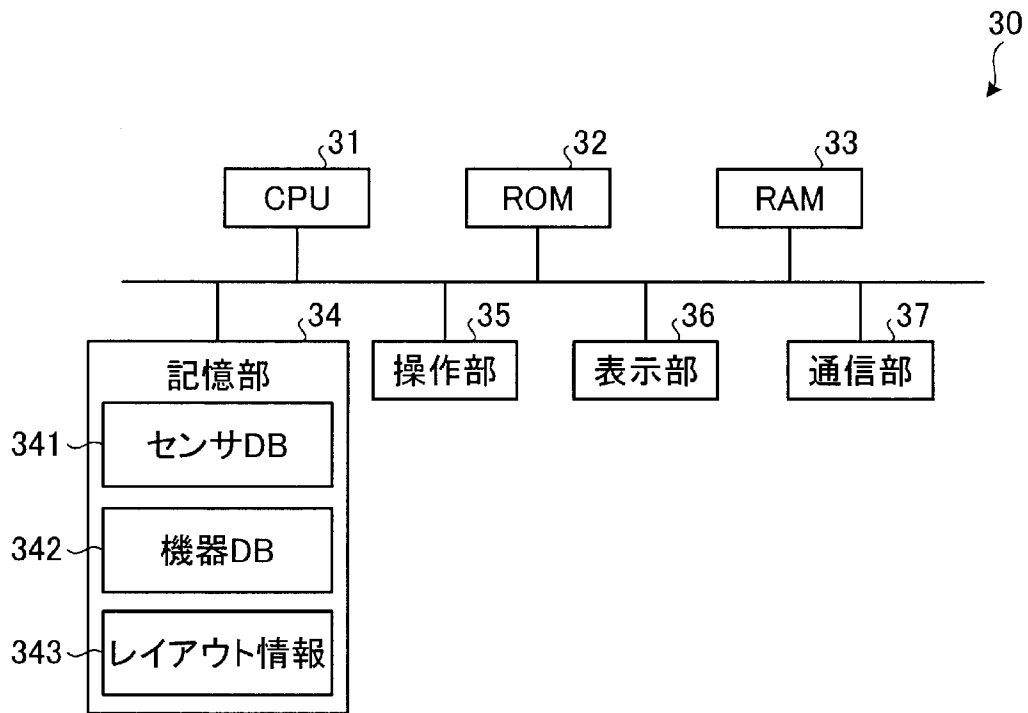 30
31
32
33
CPU
ROM
RAM
34
35
36
37
記憶部
操作部
表示部
通信部
341
センサDB
342
機器DB
343
レイアウト情報